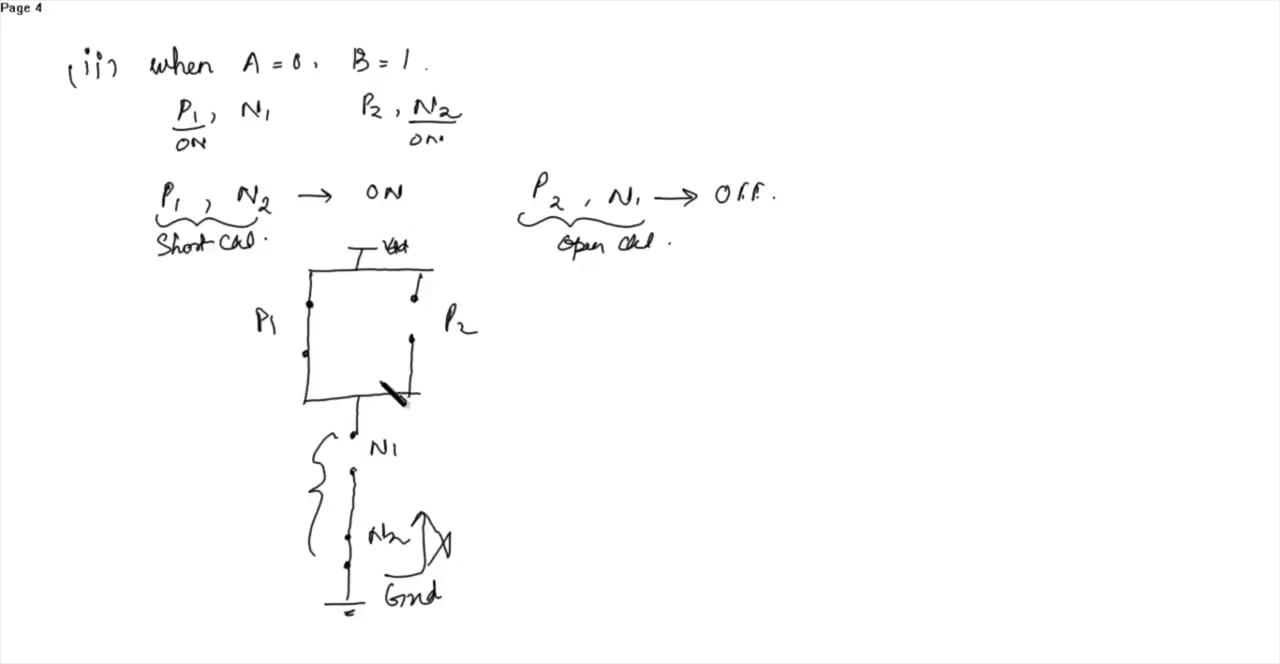 Page 4
(ii) when A = 0, B = 1.
P1, N1 P2, N2
ON ON
P1, N2 → ON P2, N1 → OFF.
Short Ckt. Open Ckt.
Vdd
P1 P2
N1
N2
Gnd